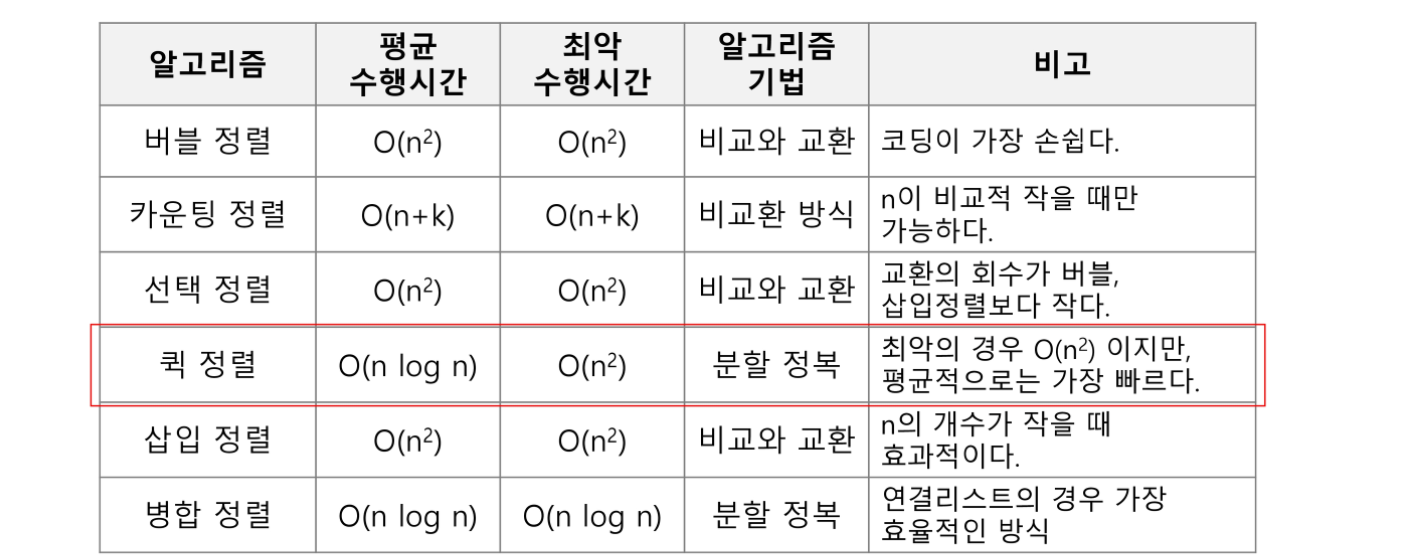 알고리즘
평균
수행시간
최악
수행시간
알고리즘
기법
비고
버블 정렬
O(n²)
O(n²)
비교와 교환
코딩이 가장 손쉽다.
카운팅 정렬
O(n+k)
O(n+k)
비교환 방식
n이 비교적 작을 때만
가능하다.
선택 정렬
O(n²)
O(n²)
비교와 교환
교환의 회수가 버블,
삽입정렬보다 작다.
퀵 정렬
O(n log n)
O(n²)
분할 정복
최악의 경우 O(n²) 이지만,
평균적으로는 가장 빠르다.
삽입 정렬
O(n²)
O(n²)
비교와 교환
n의 개수가 작을 때
효과적이다.
병합 정렬
O(n log n)
O(n log n)
분할 정복
연결리스트의 경우 가장
효율적인 방식